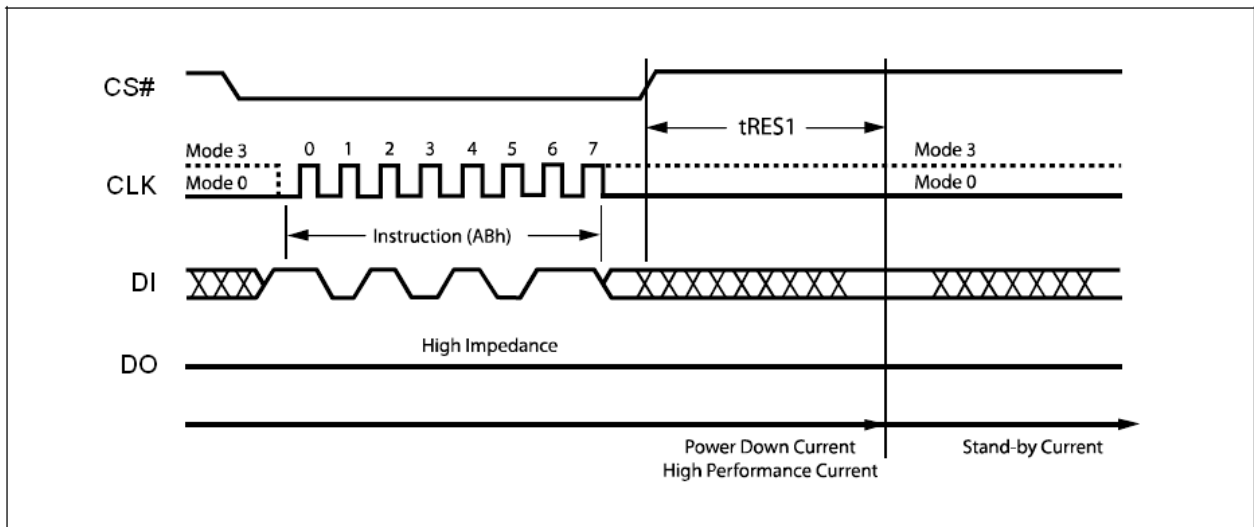 CS#
tRES1
Mode 3 0 1 2 3 4 5 6 7 Mode 3
CLK Mode 0 Mode 0
Instruction (ABh)
DI
High Impedance
DO
Power Down Current Stand-by Current
High Performance Current